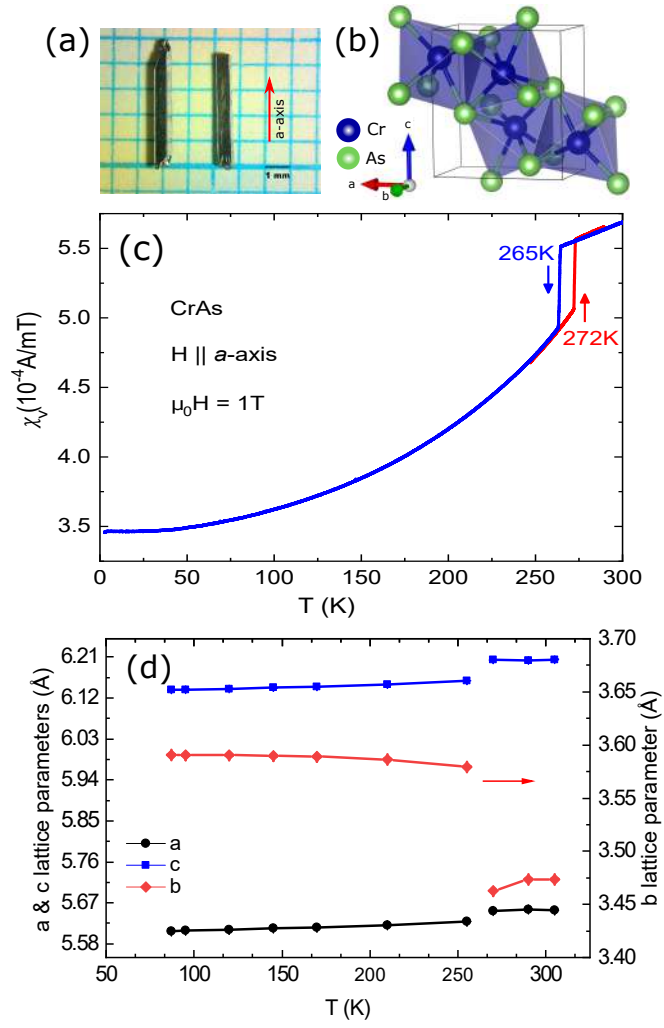 (a)
a-axis
1 mm
(b)
Cr
As
c
a
b
(c)
χᵥ(10⁻⁴A/mT)
5.5
5.0
4.5
4.0
3.5
CrAs
H || a-axis
μ₀H = 1T
265K
272K
0 50 100 150 200 250 300
T (K)
(d)
a & c lattice parameters (Å)
6.21
6.12
6.03
5.94
5.85
5.76
5.67
5.58
a
c
b
3.70
3.65
3.60
3.55
3.50
3.45
3.40
b lattice parameter (Å)
50 100 150 200 250 300
T (K)